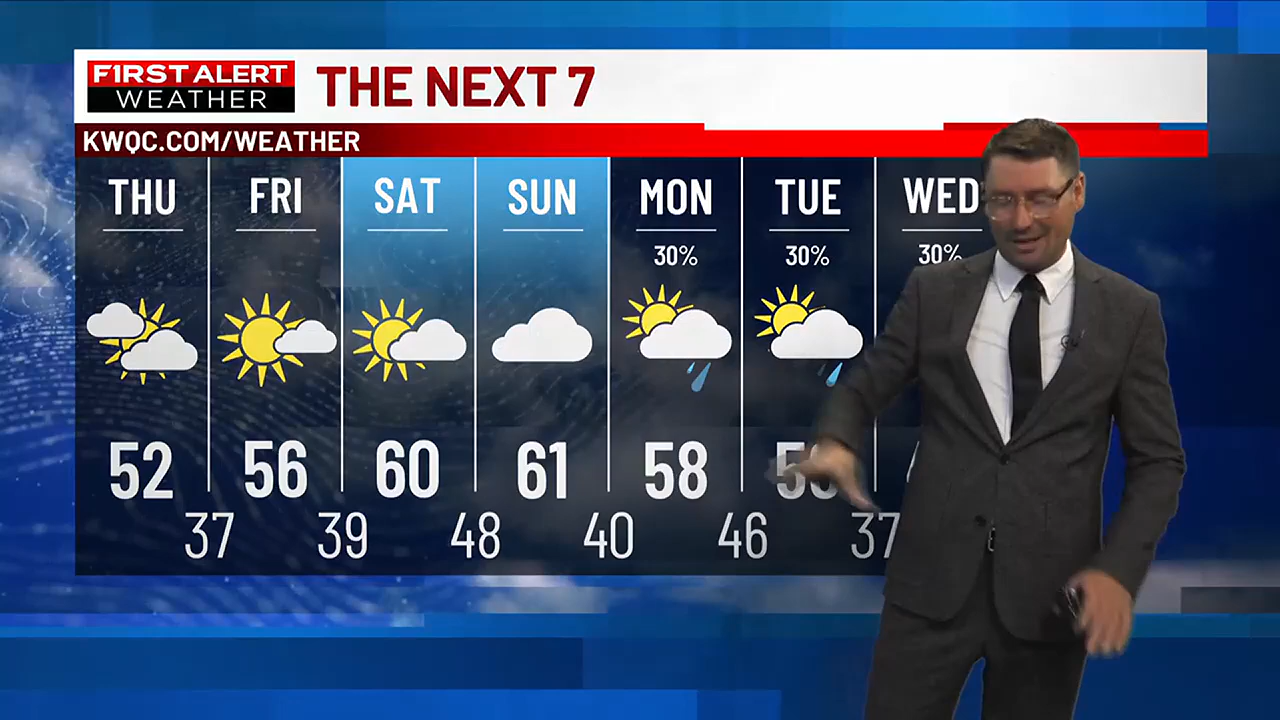 FIRST ALERT
WEATHER
THE NEXT 7
KWQC.COM/WEATHER
THU FRI SAT SUN MON TUE WED
30% 30% 30%
52 56 60 61 58
37 39 48 40 46 37